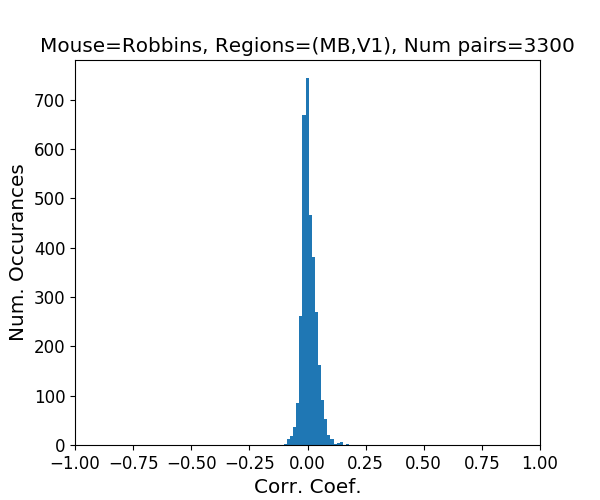 Mouse=Robbins, Regions=(MB,V1), Num pairs=3300
Num. Occurances
700
600
500
400
300
200
100
0
−1.00 −0.75 −0.50 −0.25 0.00 0.25 0.50 0.75 1.00
Corr. Coef.